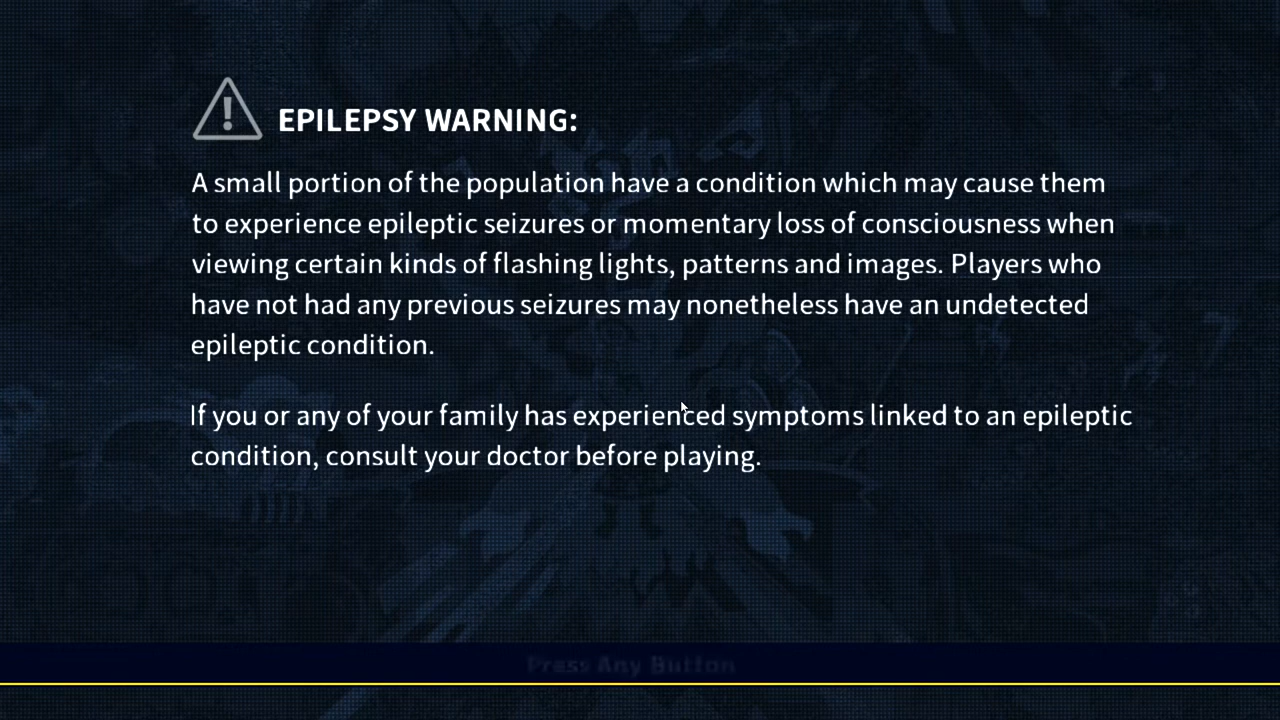 EPILEPSY WARNING:
A small portion of the population have a condition which may cause them
to experience epileptic seizures or momentary loss of consciousness when
viewing certain kinds of flashing lights, patterns and images. Players who
have not had any previous seizures may nonetheless have an undetected
epileptic condition.
If you or any of your family has experienced symptoms linked to an epileptic
condition, consult your doctor before playing.
Press Any Button